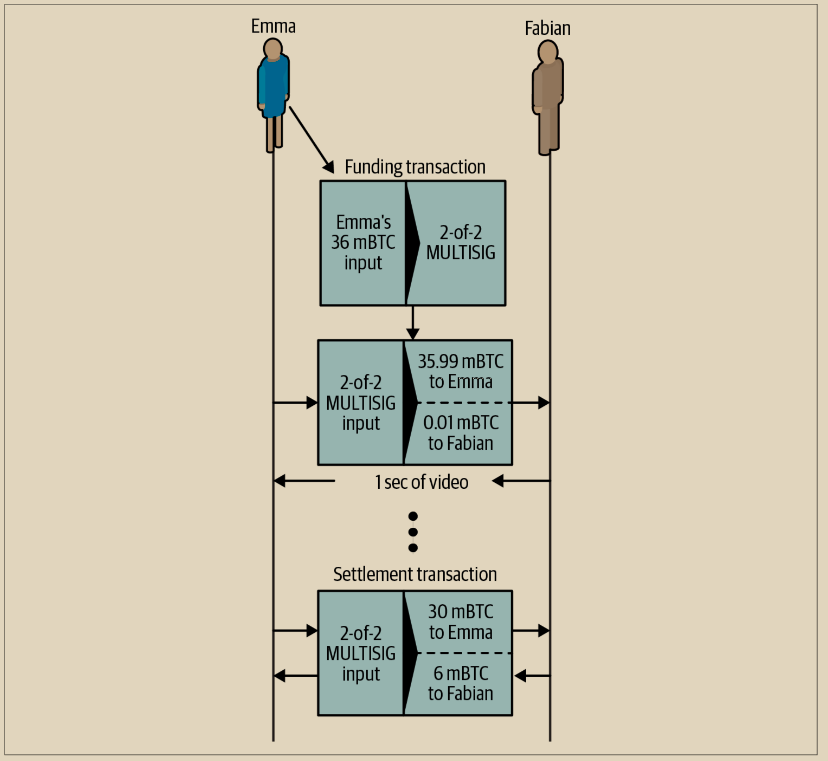 Emma
Fabian
Funding transaction
Emma's
36 mBTC
input
2-of-2
MULTISIG
2-of-2
MULTISIG
input
35.99 mBTC
to Emma
0.01 mBTC
to Fabian
1 sec of video
Settlement transaction
2-of-2
MULTISIG
input
30 mBTC
to Emma
6 mBTC
to Fabian